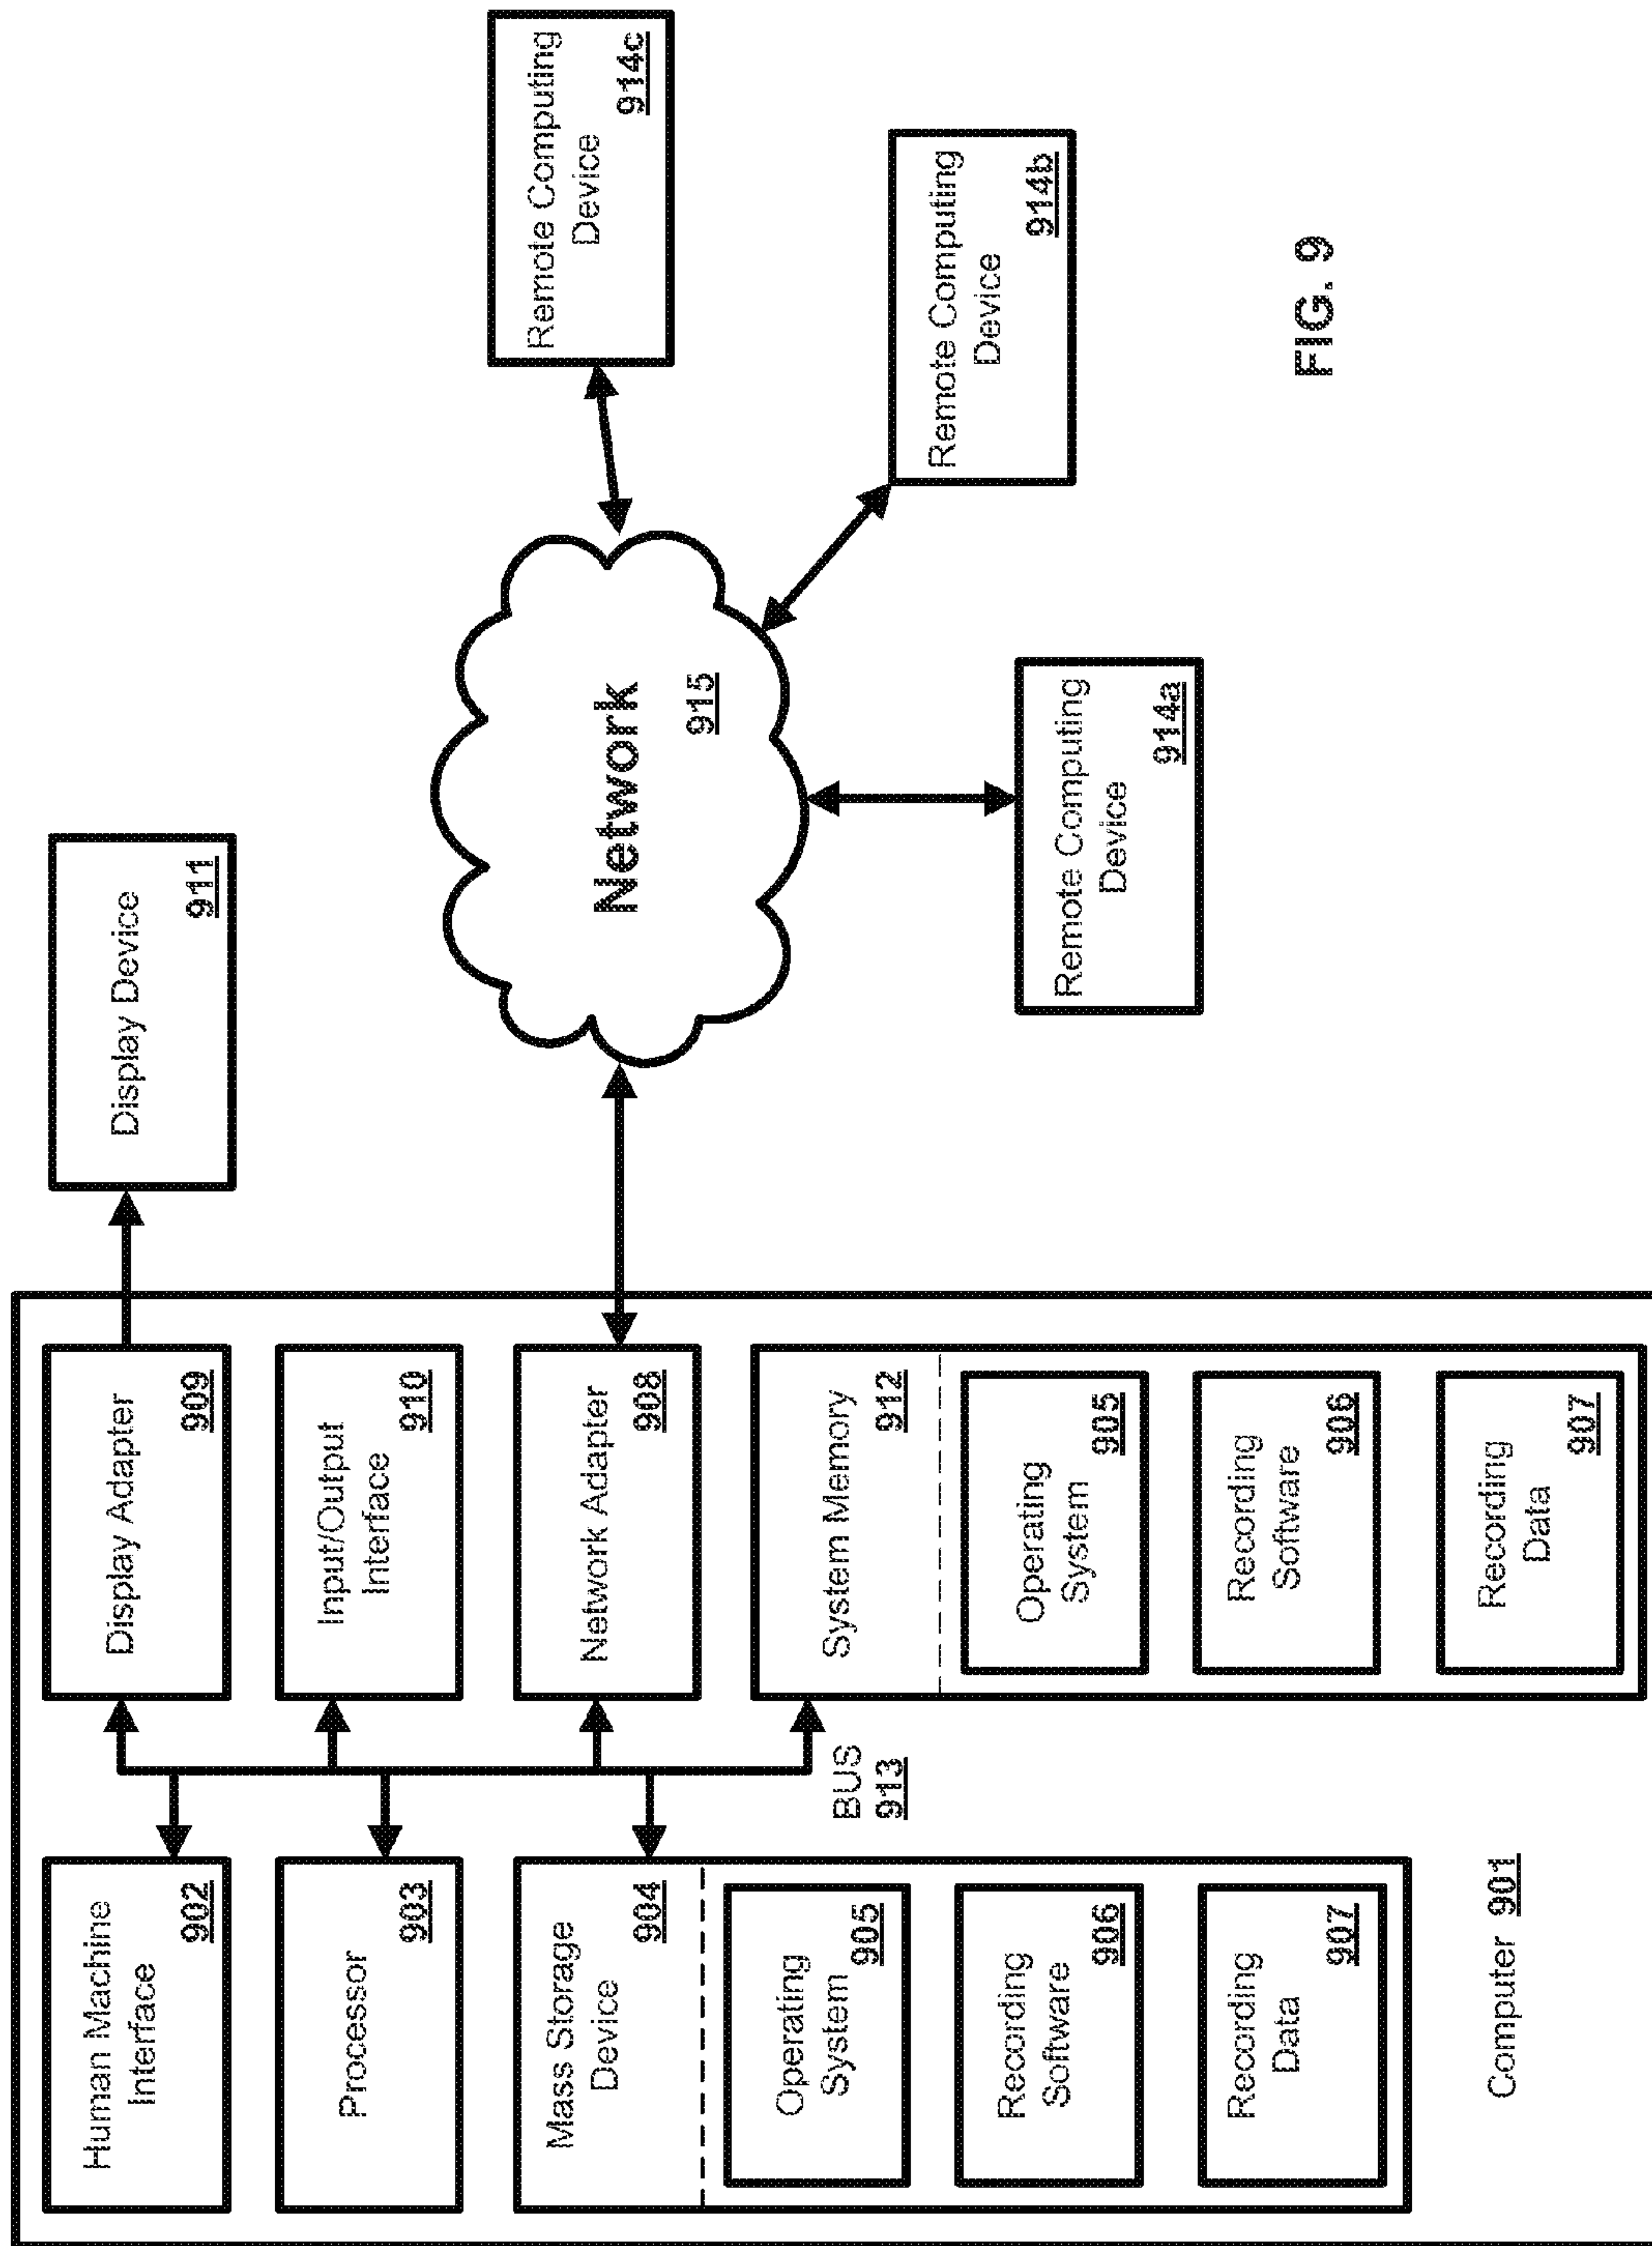 Human Machine
Interface
902
Processor
903
Mass Storage
Device
904
Operating
System
905
Recording
Software
906
Recording
Data
907
Computer 901
BUS
913
Display Adapter
909
Input/Output
Interface
910
Network Adapter
908
System Memory
912
Operating
System
905
Recording
Software
906
Recording
Data
907
Display Device
911
Network
915
Remote Computing
Device
914a
Remote Computing
Device
914b
Remote Computing
Device
914c
FIG. 9